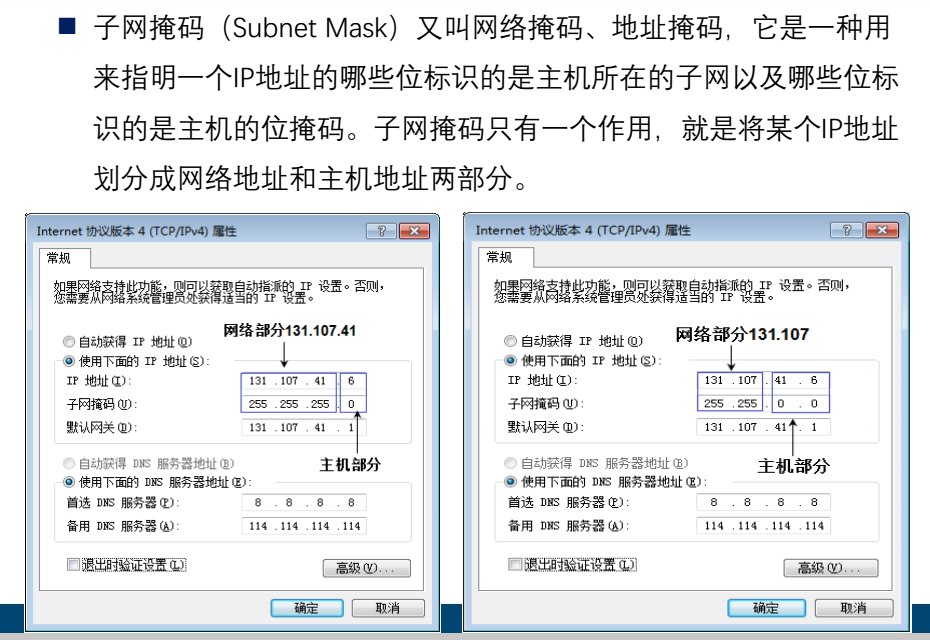 ■ 子网掩码（Subnet Mask）又叫网络掩码、地址掩码，它是一种用
来指明一个IP地址的哪些位标识的是主机所在的子网以及哪些位标
识的是主机的位掩码。子网掩码只有一个作用，就是将某个IP地址
划分成网络地址和主机地址两部分。
Internet 协议版本 4 (TCP/IPv4) 属性
常规
如果网络支持此功能，则可以获取自动指派的 IP 设置。否则，
您需要从网络系统管理员处获得适当的 IP 设置。
网络部分131.107.41
自动获得 IP 地址(O)
使用下面的 IP 地址(S):
IP 地址(I): 131 . 107 . 41 . 6
子网掩码(U): 255 . 255 . 255 . 0
默认网关(D): 131 . 107 . 41 . 1
主机部分
自动获得 DNS 服务器地址(B)
使用下面的 DNS 服务器地址(E):
首选 DNS 服务器(P): 8 . 8 . 8 . 8
备用 DNS 服务器(A): 114 . 114 . 114 . 114
退出时验证设置(L)
高级(V)...
确定 取消
Internet 协议版本 4 (TCP/IPv4) 属性
常规
如果网络支持此功能，则可以获取自动指派的 IP 设置。否则，
您需要从网络系统管理员处获得适当的 IP 设置。
网络部分131.107
自动获得 IP 地址(O)
使用下面的 IP 地址(S):
IP 地址(I): 131 . 107 . 41 . 6
子网掩码(U): 255 . 255 . 0 . 0
默认网关(D): 131 . 107 . 41 . 1
主机部分
自动获得 DNS 服务器地址(B)
使用下面的 DNS 服务器地址(E):
首选 DNS 服务器(P): 8 . 8 . 8 . 8
备用 DNS 服务器(A): 114 . 114 . 114 . 114
退出时验证设置(L)
高级(V)...
确定 取消